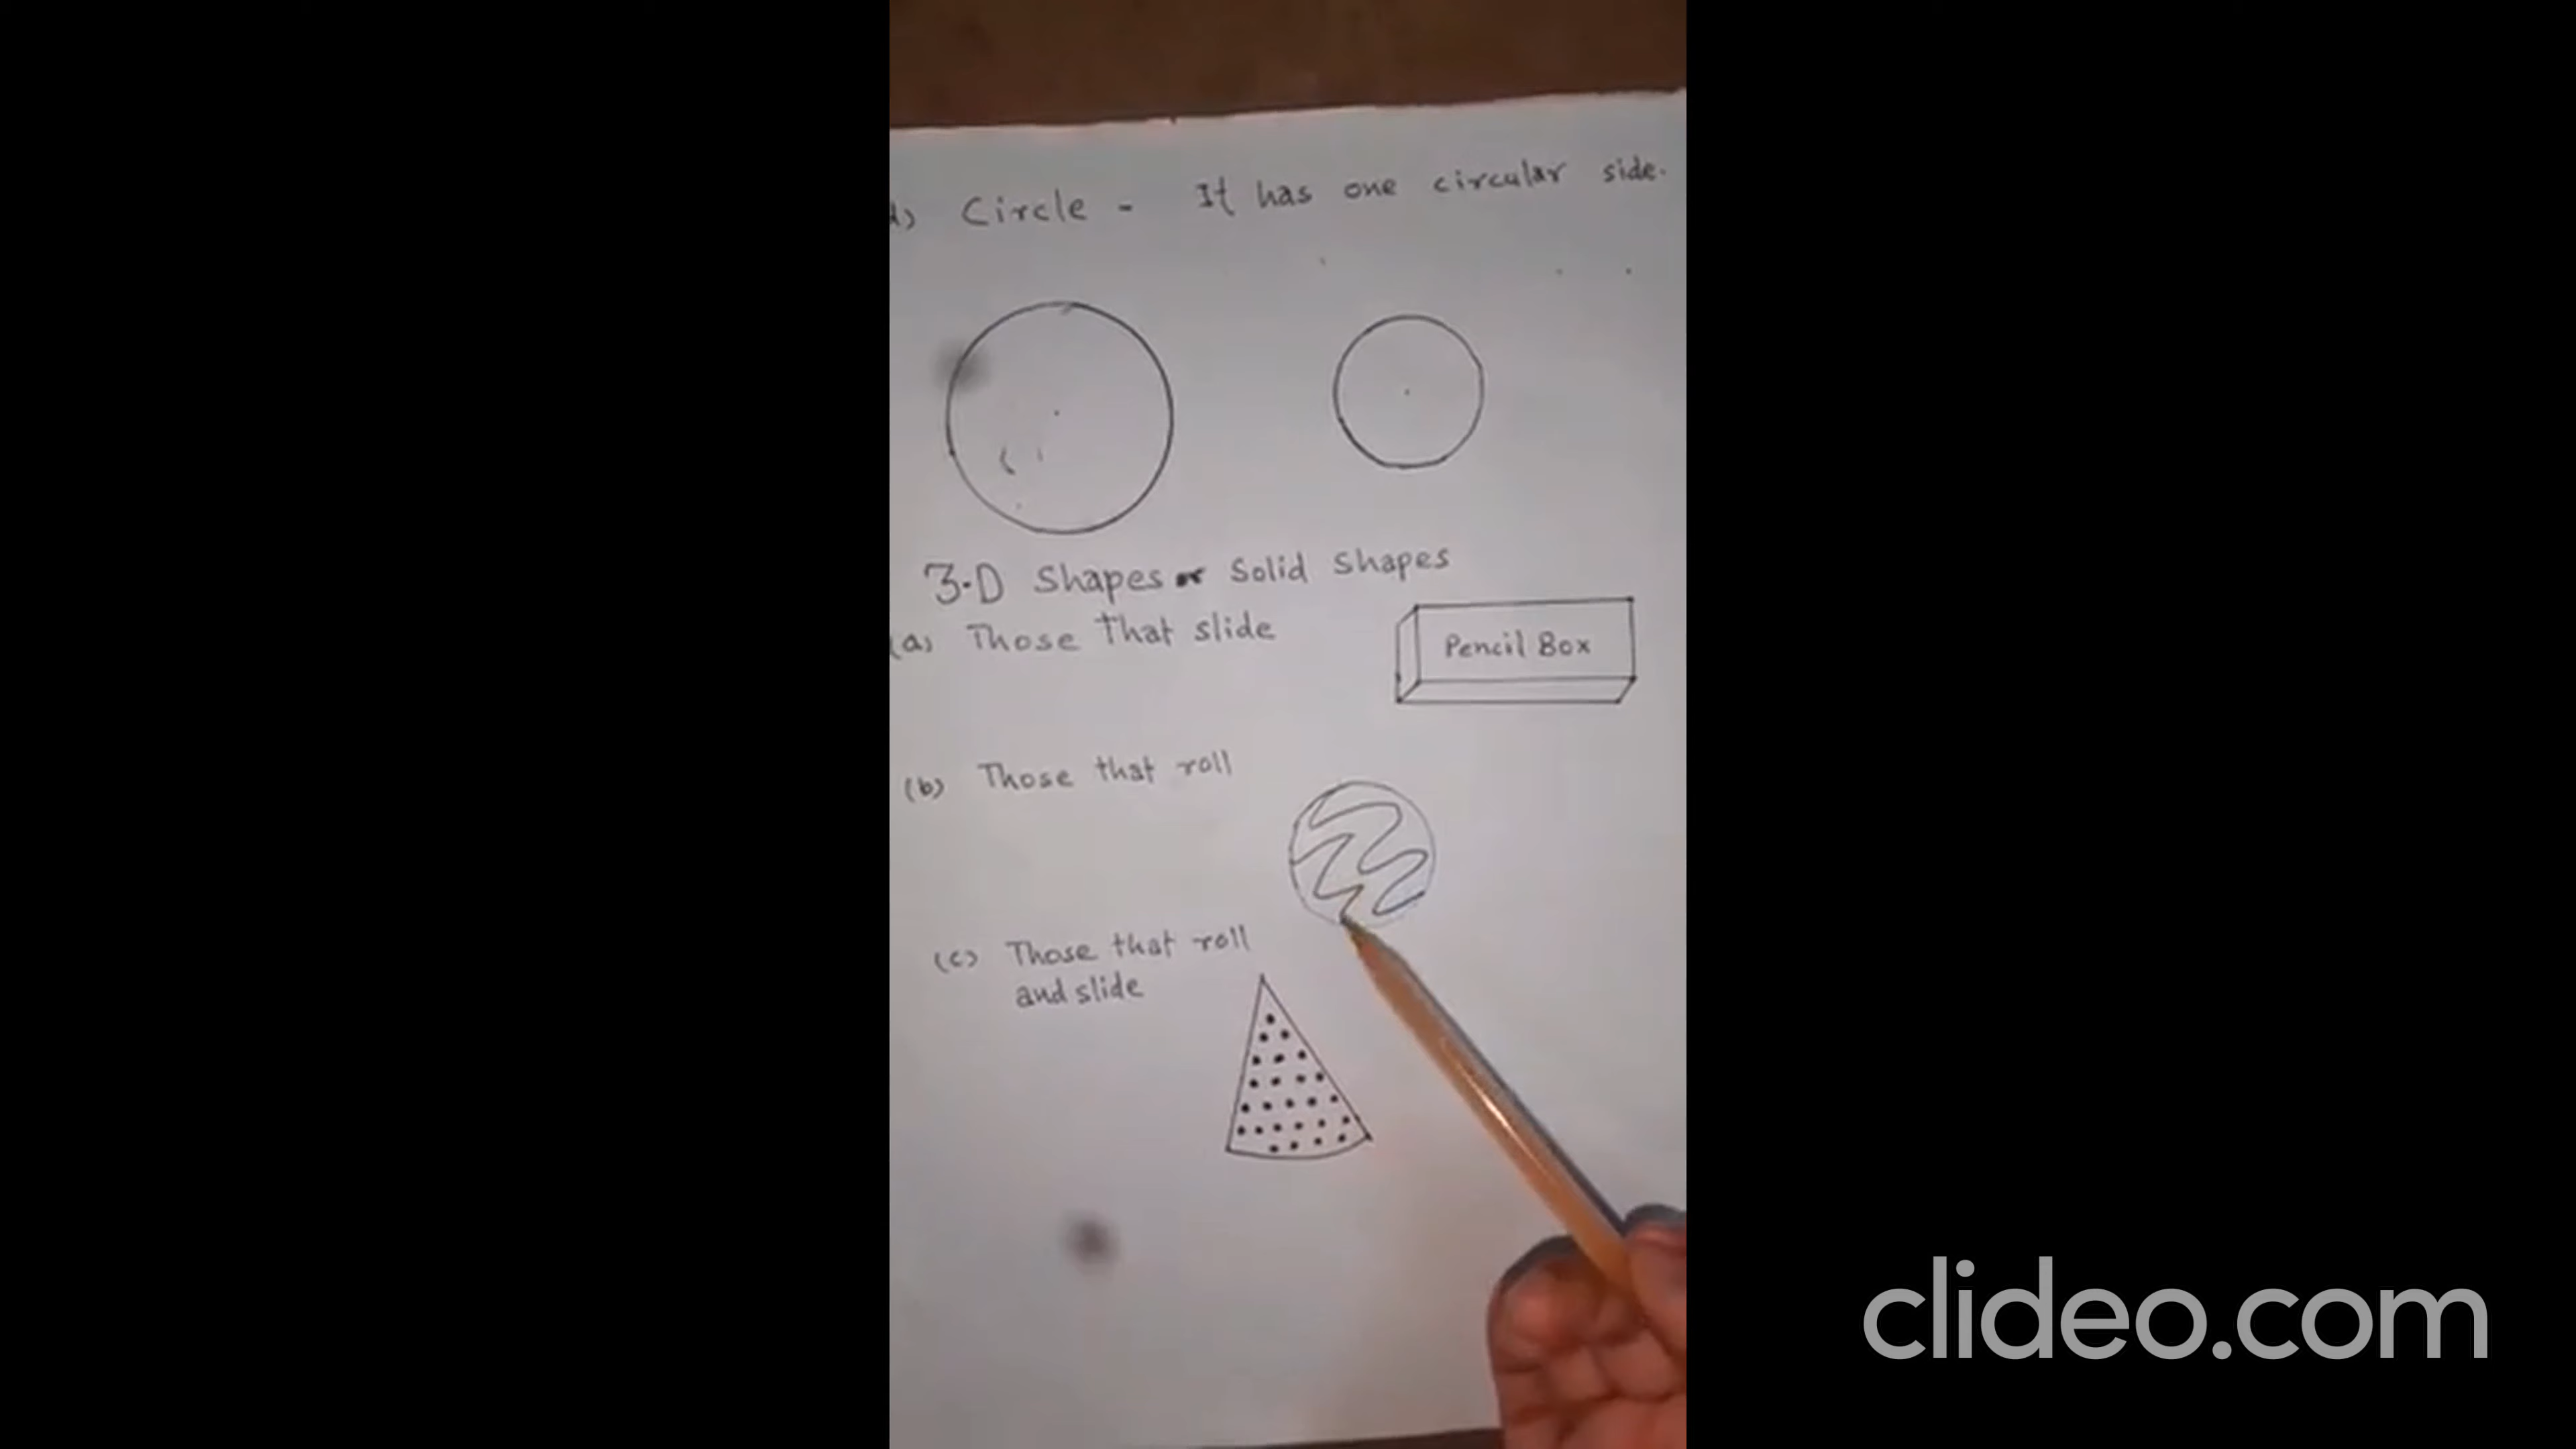 d) Circle - It has one circular side.
3-D Shapes or Solid Shapes
(a) Those That slide
Pencil Box
(b) Those that roll
(c) Those that roll
and slide
clideo.com